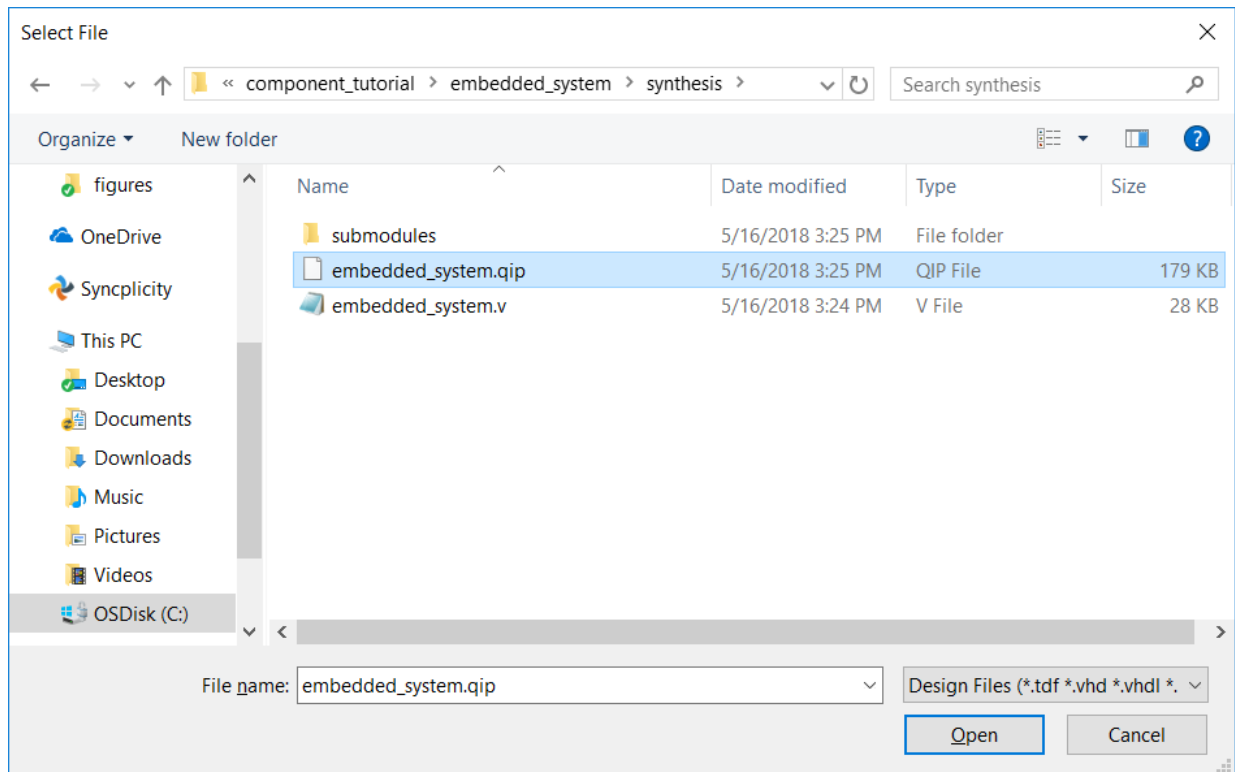 Select File
« component_tutorial > embedded_system > synthesis >
Search synthesis
Organize
New folder
?
figures
OneDrive
Syncplicity
This PC
Desktop
Documents
Downloads
Music
Pictures
Videos
OSDisk (C:)
Name Date modified Type Size
submodules 5/16/2018 3:25 PM File folder
embedded_system.qip 5/16/2018 3:25 PM QIP File 179 KB
embedded_system.v 5/16/2018 3:24 PM V File 28 KB
File name: embedded_system.qip
Design Files (*.tdf *.vhd *.vhdl *.
Open
Cancel